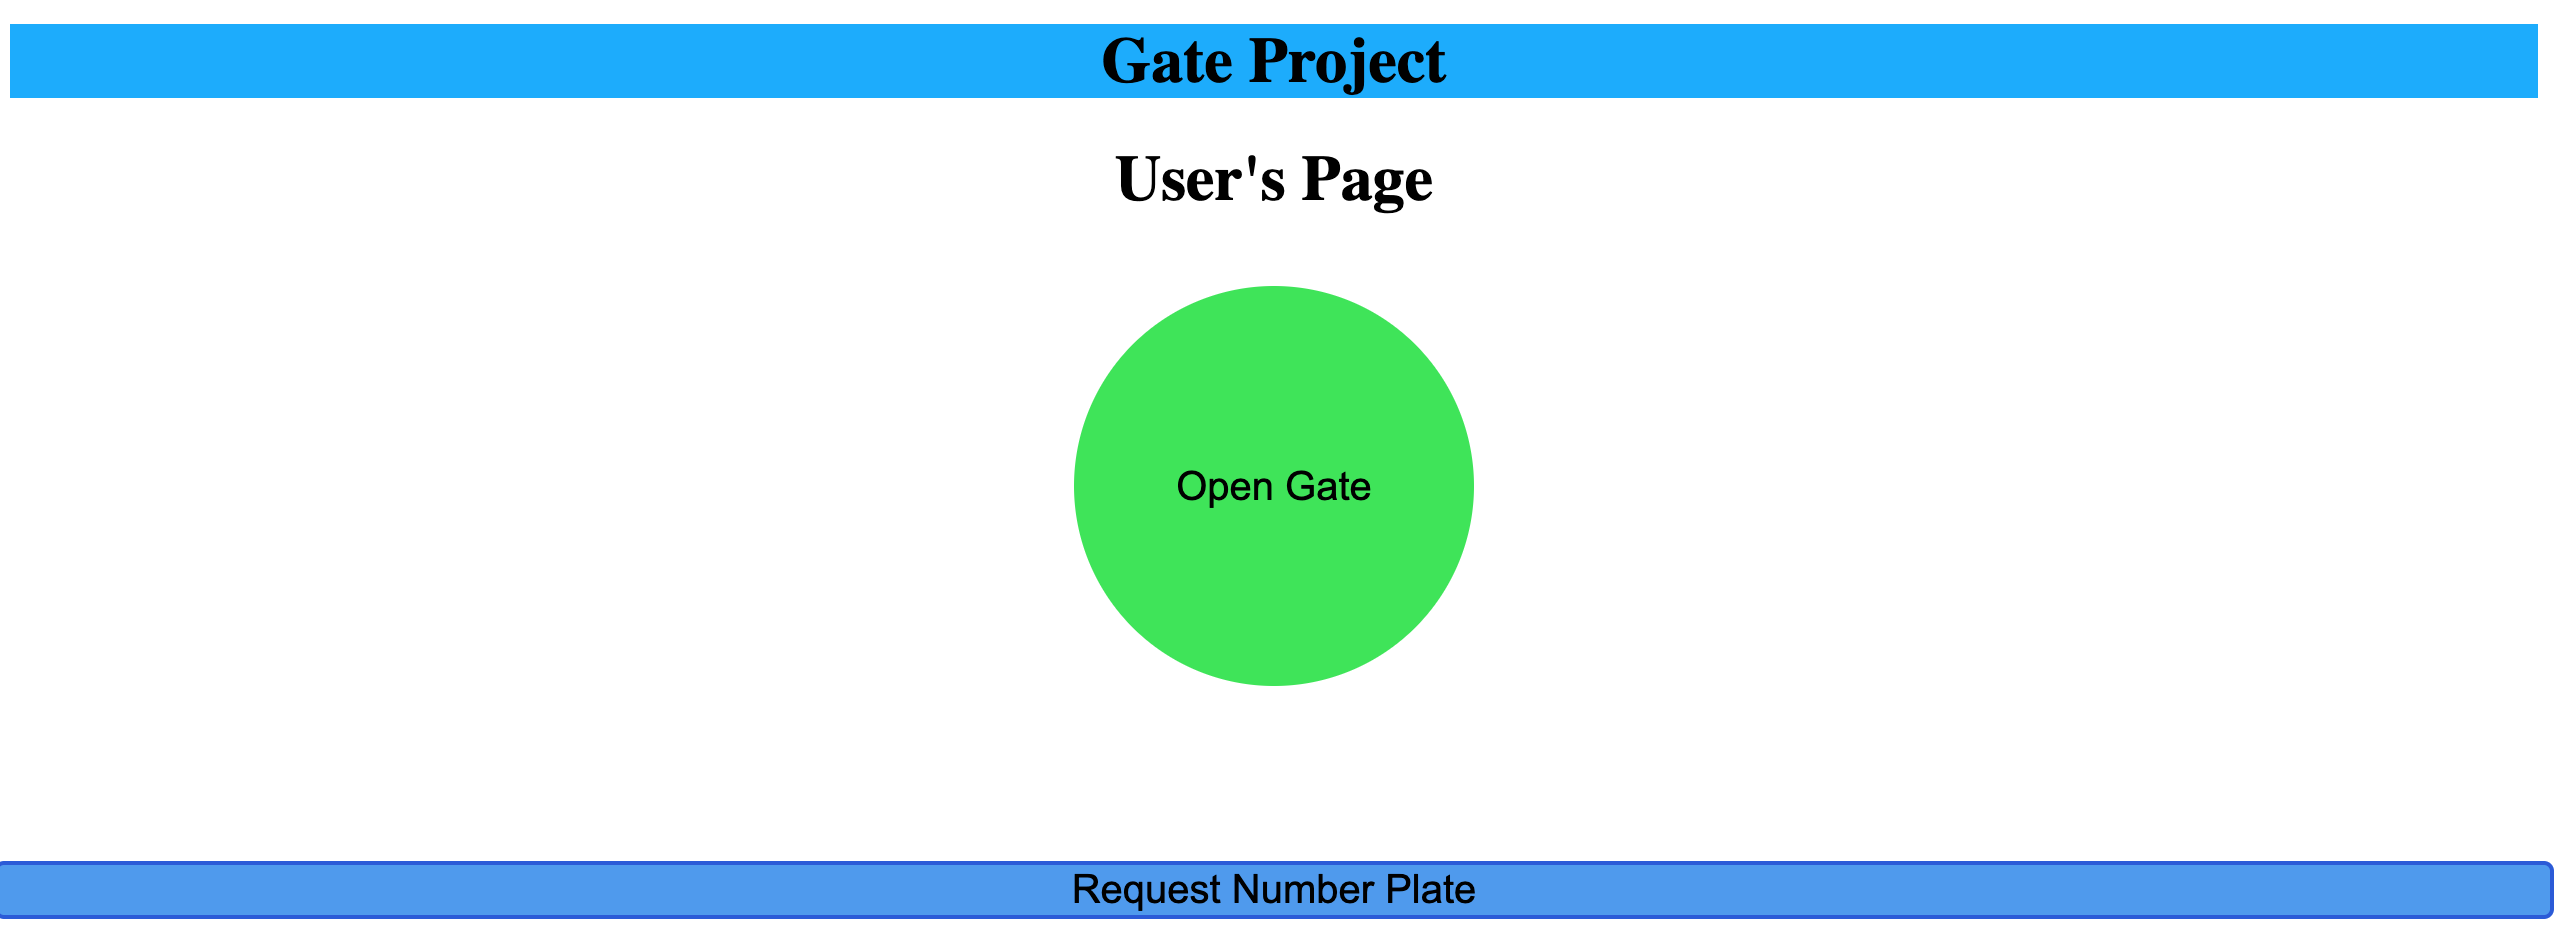 Gate Project
User's Page
Open Gate
Request Number Plate